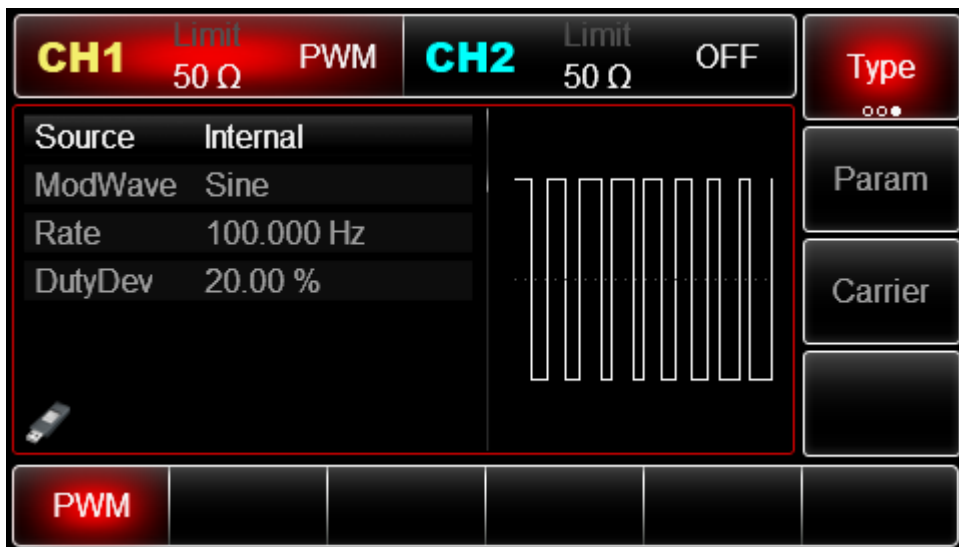 CH1 Limit 50 Ω PWM
CH2 Limit 50 Ω OFF
Type
Source Internal
ModWave Sine
Rate 100.000 Hz
DutyDev 20.00 %
Param
Carrier
PWM